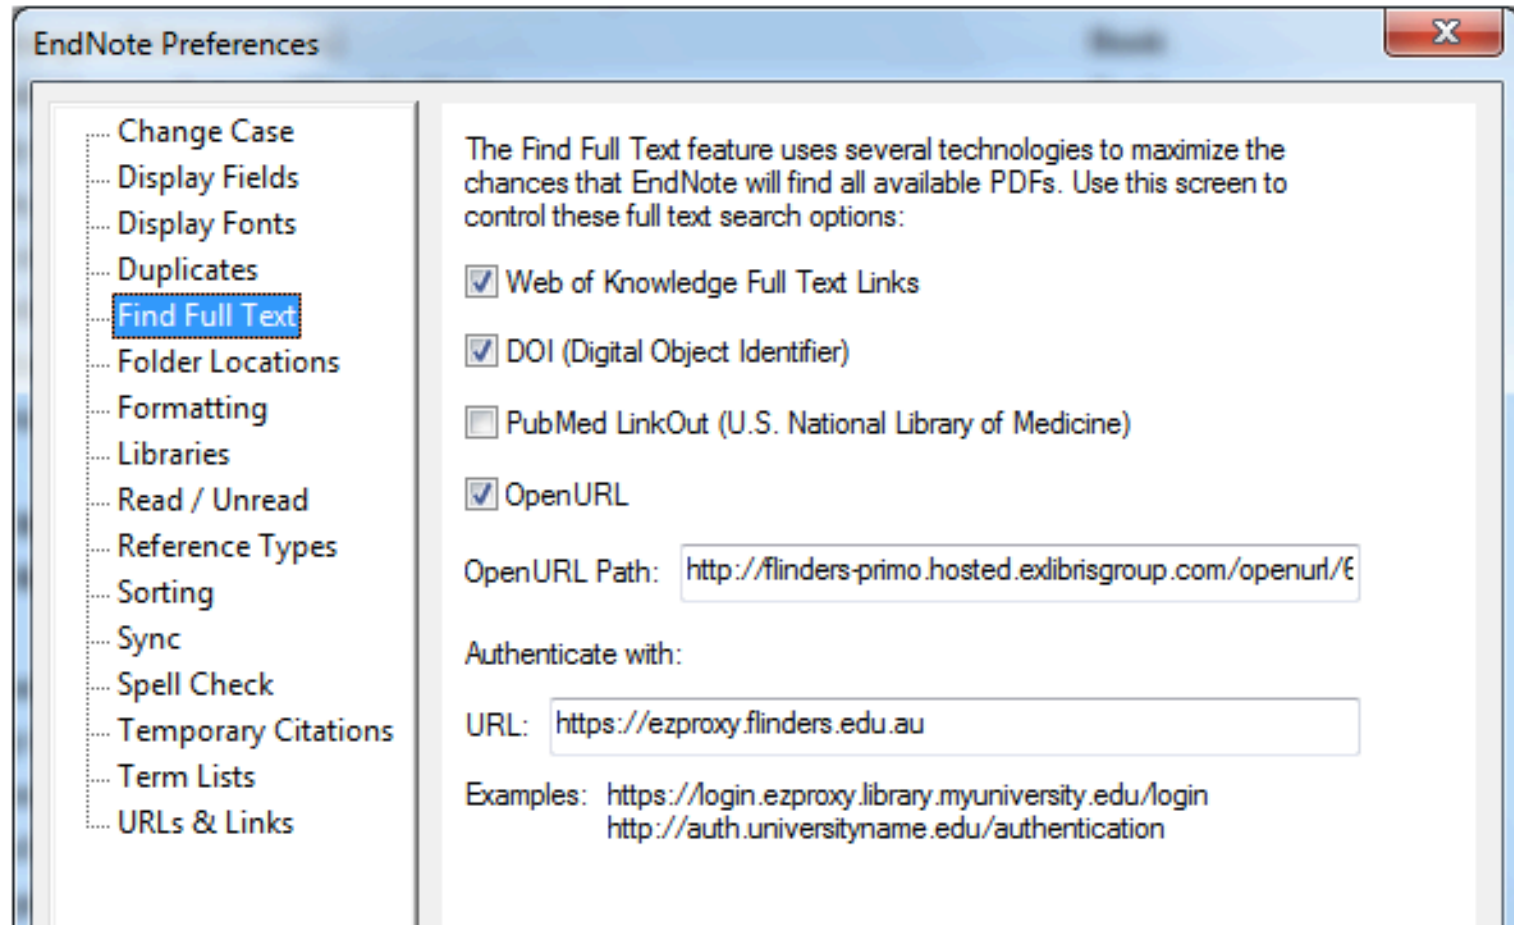 EndNote Preferences
Change Case
Display Fields
Display Fonts
Duplicates
Find Full Text
Folder Locations
Formatting
Libraries
Read / Unread
Reference Types
Sorting
Sync
Spell Check
Temporary Citations
Term Lists
URLs & Links
The Find Full Text feature uses several technologies to maximize the
chances that EndNote will find all available PDFs. Use this screen to
control these full text search options:
Web of Knowledge Full Text Links
DOI (Digital Object Identifier)
PubMed LinkOut (U.S. National Library of Medicine)
OpenURL
OpenURL Path: http://flinders-primo.hosted.exlibrisgroup.com/openurl/
Authenticate with:
URL: https://ezproxy.flinders.edu.au
Examples: https://login.ezproxy.library.myuniversity.edu/login
http://auth.universityname.edu/authentication